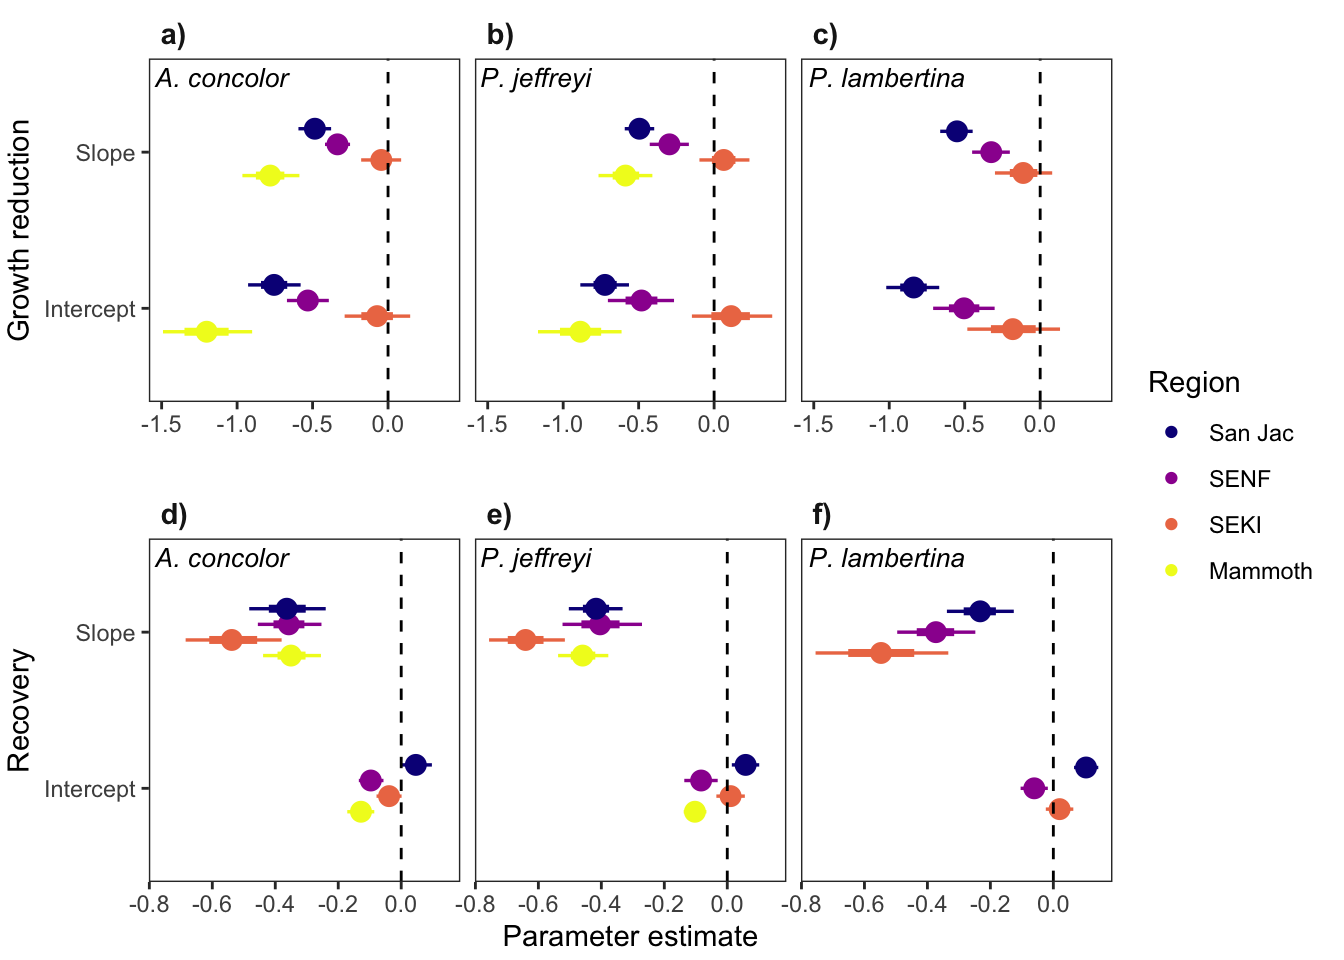 a) b) c)
A. concolor P. jeffreyi P. lambertina
Growth reduction
Slope
Intercept
-1.5 -1.0 -0.5 0.0 -1.5 -1.0 -0.5 0.0 -1.5 -1.0 -0.5 0.0
d) e) f)
A. concolor P. jeffreyi P. lambertina
Recovery
Slope
Intercept
-0.8 -0.6 -0.4 -0.2 0.0 -0.8 -0.6 -0.4 -0.2 0.0 -0.8 -0.6 -0.4 -0.2 0.0
Parameter estimate
Region
San Jac
SENF
SEKI
Mammoth